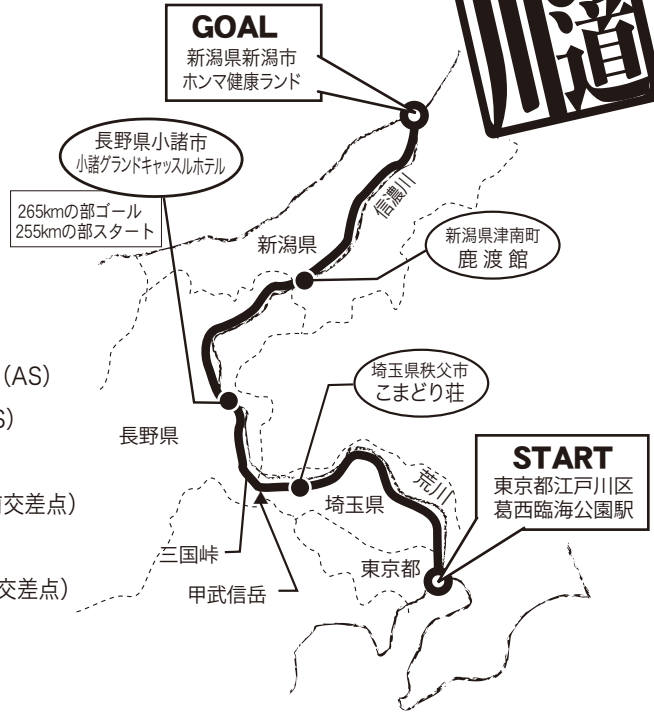 GOAL
新潟県新潟市
ホンマ健康ランド
道
川
長野県小諸市
小諸グランドキャッスルホテル
265kmの部ゴール
255kmの部スタート
信濃川
新潟県
新潟県津南町
鹿渡館
(AS)
S)
埼玉県秩父市
こまどり荘
長野県
START
東京都江戸川区
葛西臨海公園駅
荒川
埼玉県
交差点)
三国峠
東京都
甲武信岳
交差点)